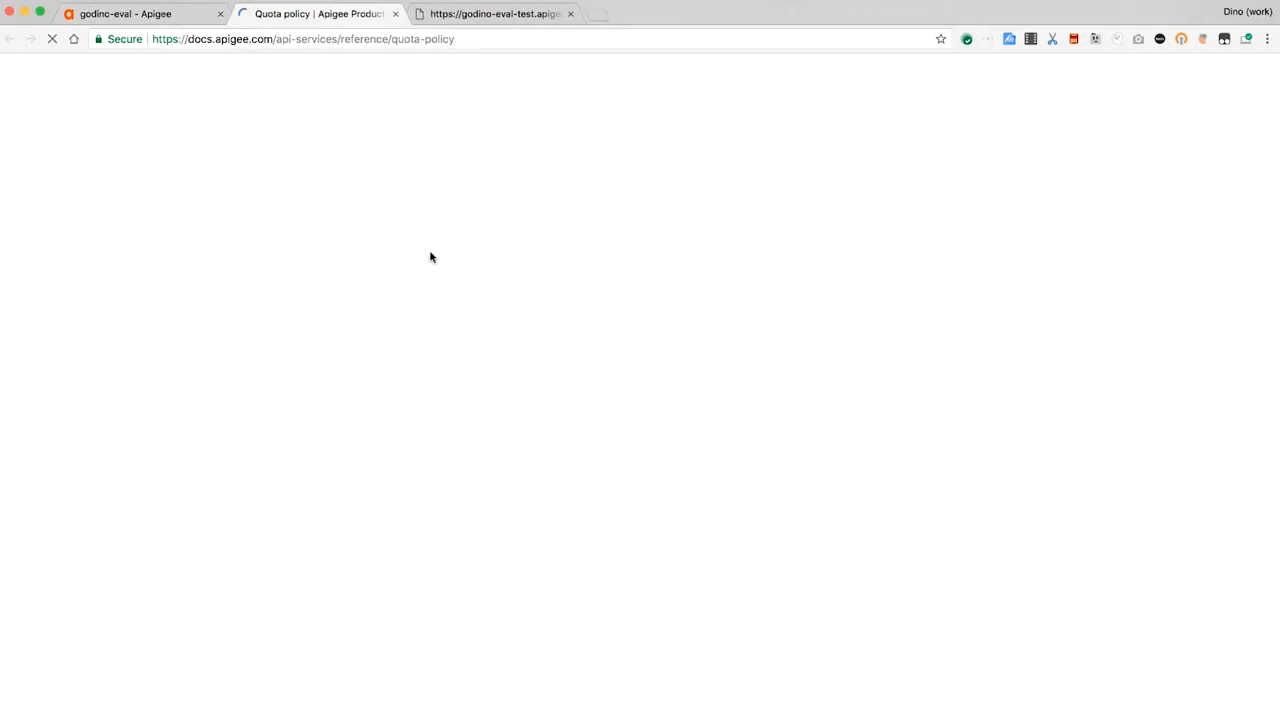 godino-eval - Apigee
Quota policy | Apigee Product
https://godino-eval-test.apige
Dino (work)
Secure
https://docs.apigee.com/api-services/reference/quota-policy